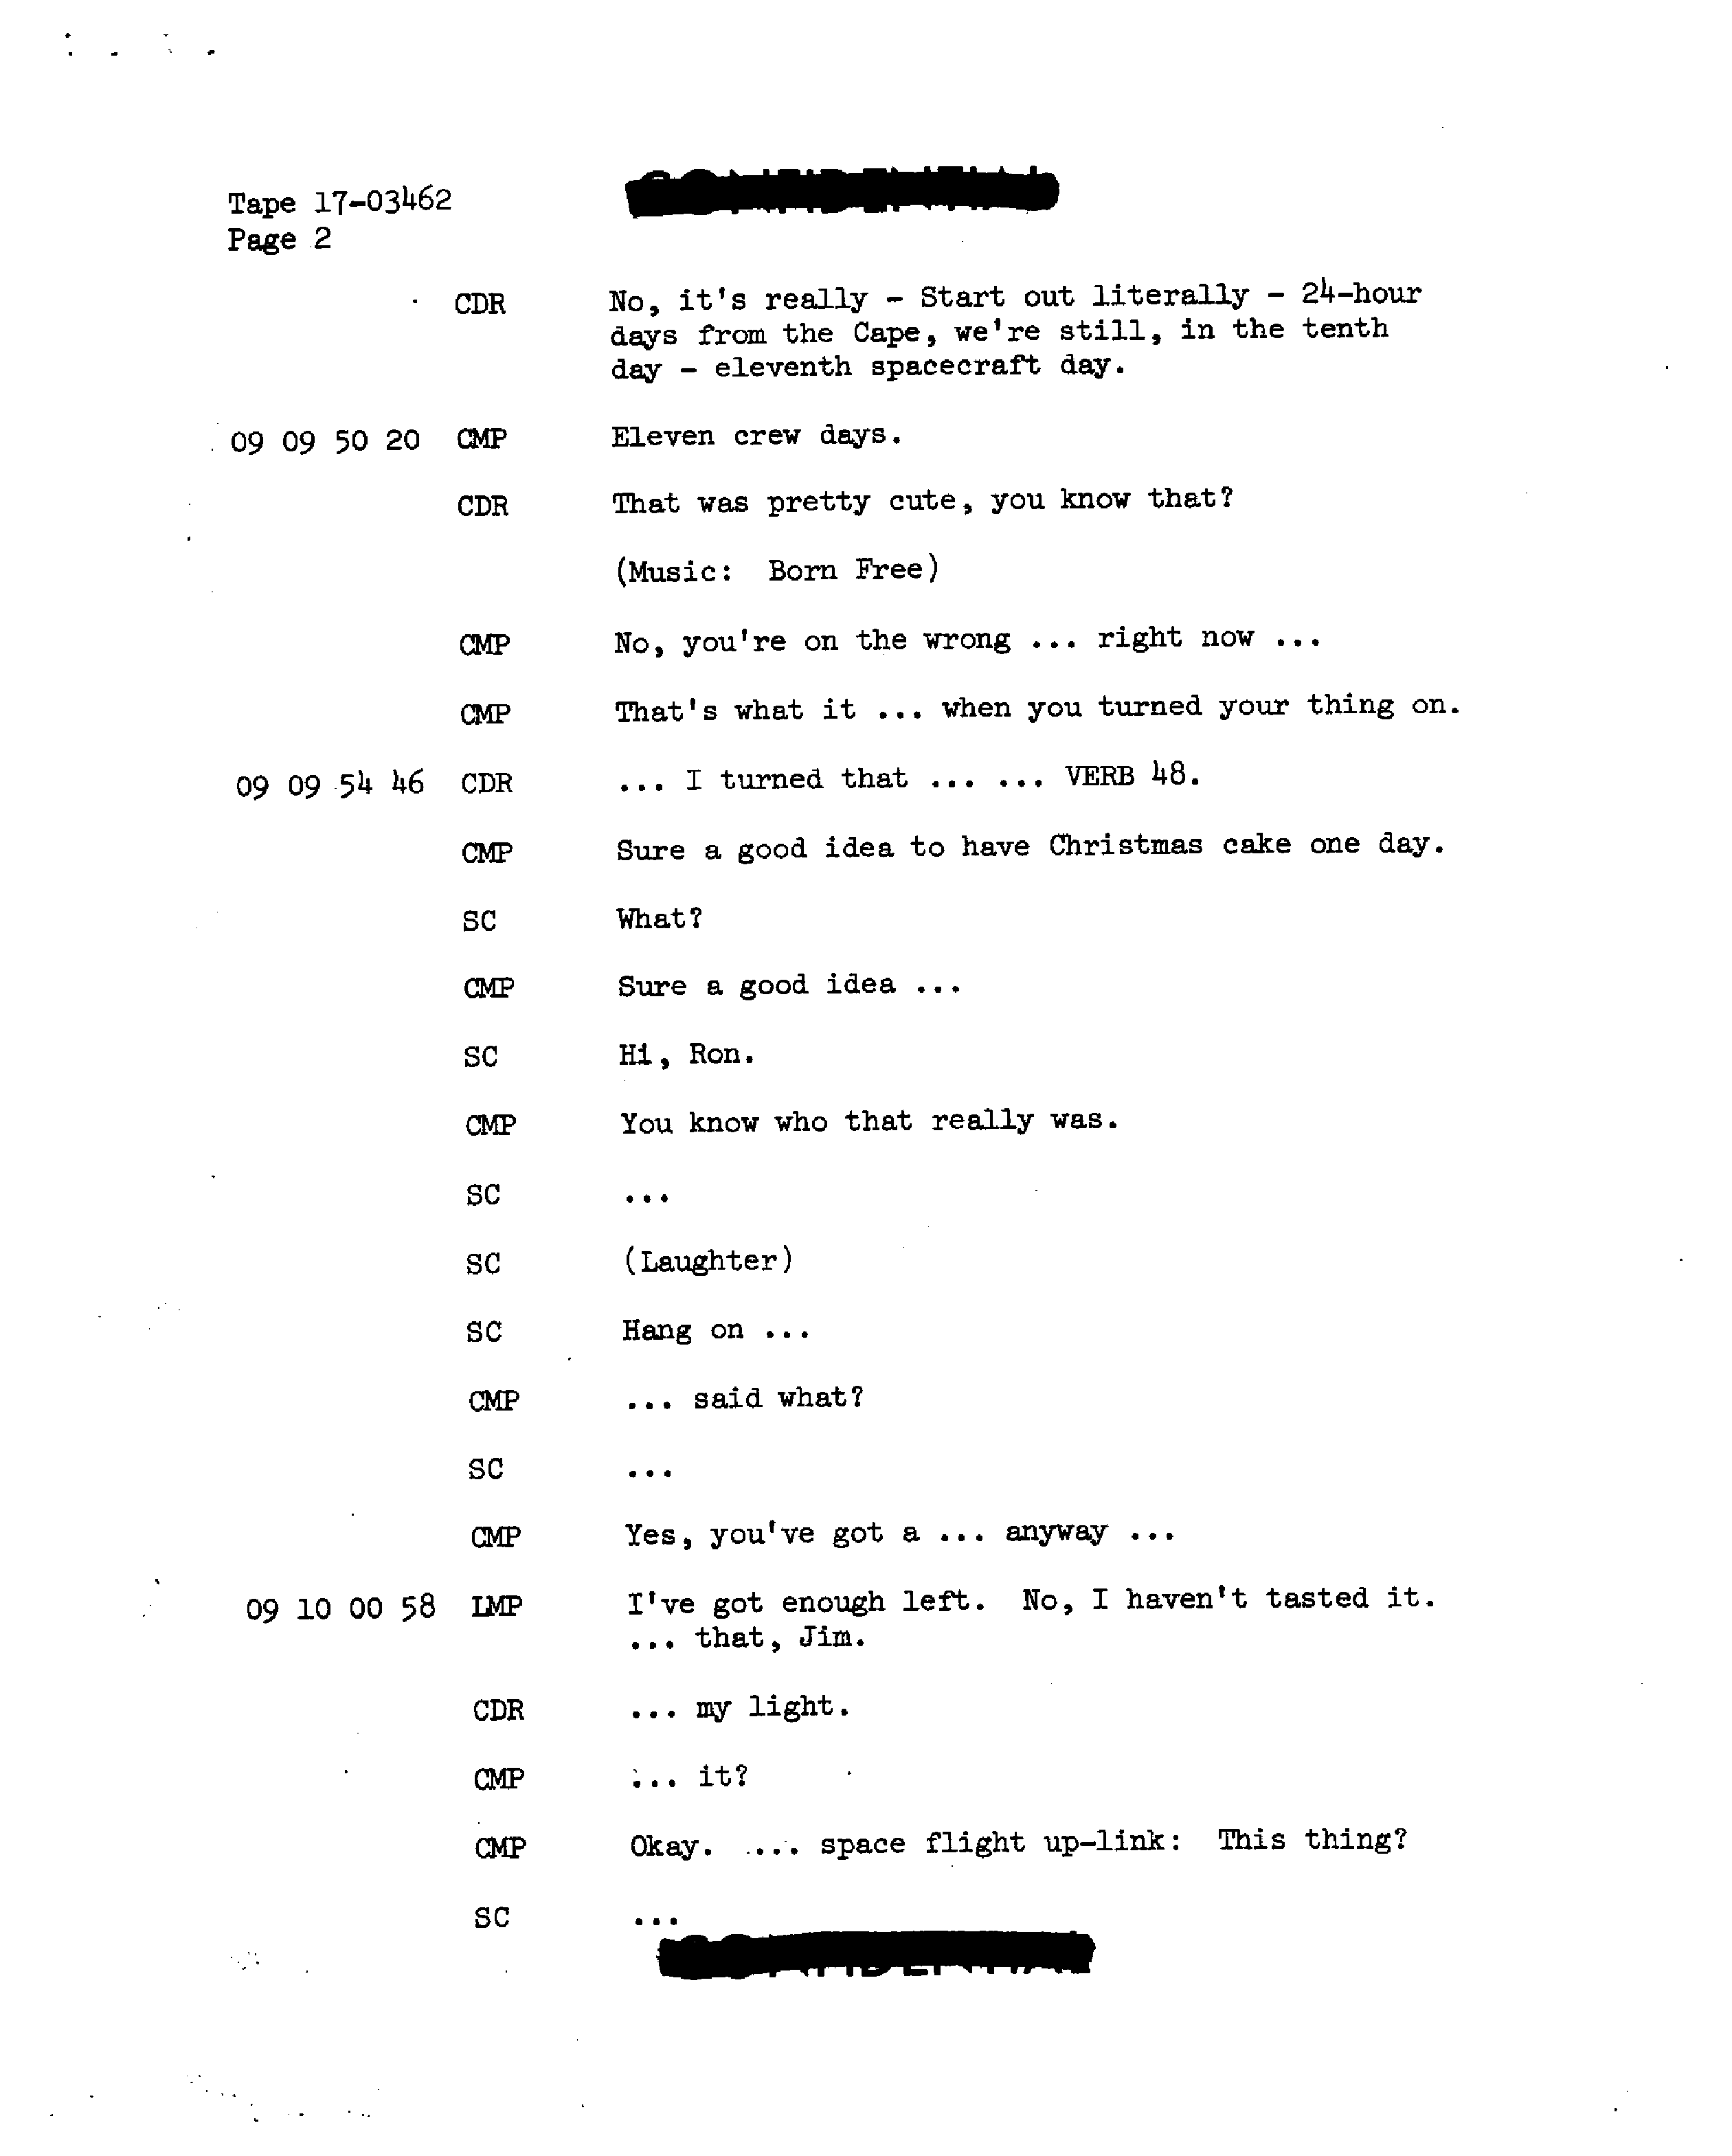 Tape 17-03462
Page 2
CDR No, it's really - Start out literally - 24-hour
days from the Cape, we're still, in the tenth
day - eleventh spacecraft day.
09 09 50 20 CMP Eleven crew days.
CDR That was pretty cute, you know that?
(Music: Born Free)
CMP No, you're on the wrong ... right now ...
CMP That's what it ... when you turned your thing on.
09 09 54 46 CDR ... I turned that ... ... VERB 48.
CMP Sure a good idea to have Christmas cake one day.
SC What?
CMP Sure a good idea ...
SC Hi, Ron.
CMP You know who that really was.
SC ...
SC (Laughter)
SC Hang on ...
CMP ... said what?
SC ...
CMP Yes, you've got a ... anyway ...
09 10 00 58 LMP I've got enough left. No, I haven't tasted it.
... that, Jim.
CDR ... my light.
CMP ... it?
CMP Okay. ... space flight up-link: This thing?
SC ...